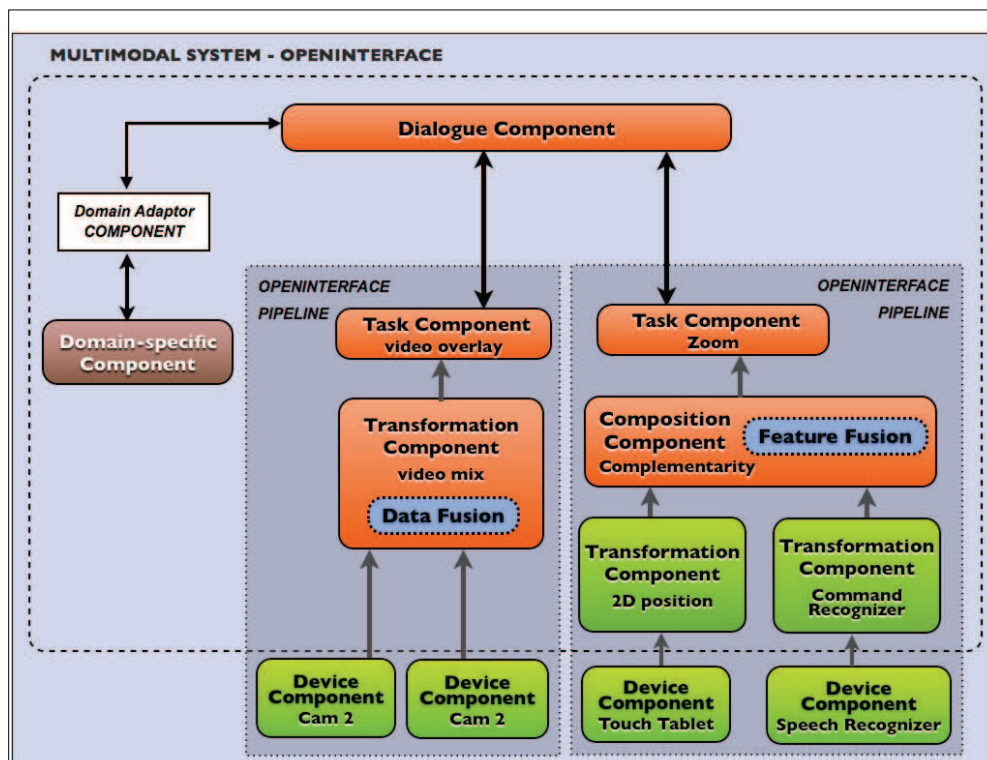 MULTIMODAL SYSTEM - OPENINTERFACE
Dialogue Component
Domain Adaptor
COMPONENT
Domain-specific
Component
OPENINTERFACE
PIPELINE
Task Component
video overlay
Transformation
Component
video mix
Data Fusion
Device
Component
Cam 2
Device
Component
Cam 2
OPENINTERFACE
PIPELINE
Task Component
Zoom
Composition
Component
Complementarity
Feature Fusion
Transformation
Component
2D position
Transformation
Component
Command
Recognizer
Device
Component
Touch Tablet
Device
Component
Speech Recognizer